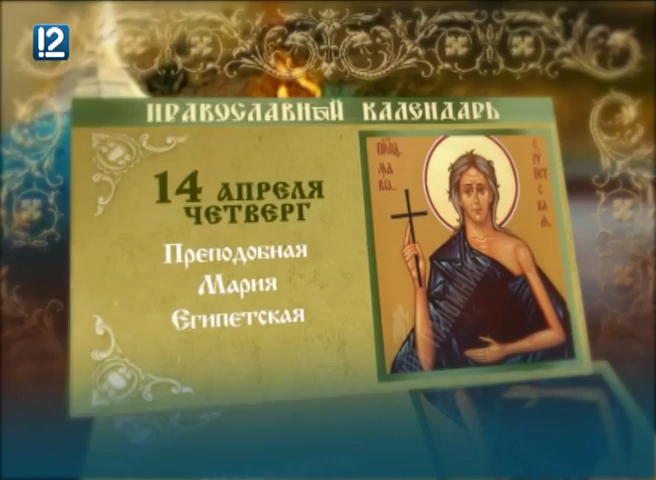 12
ПРАВОСЛАВНЫЙ КАЛЕНДАРЬ
14 АПРЕЛЯ
ЧЕТВЕРГ
Преподобная
Мария
Египетская